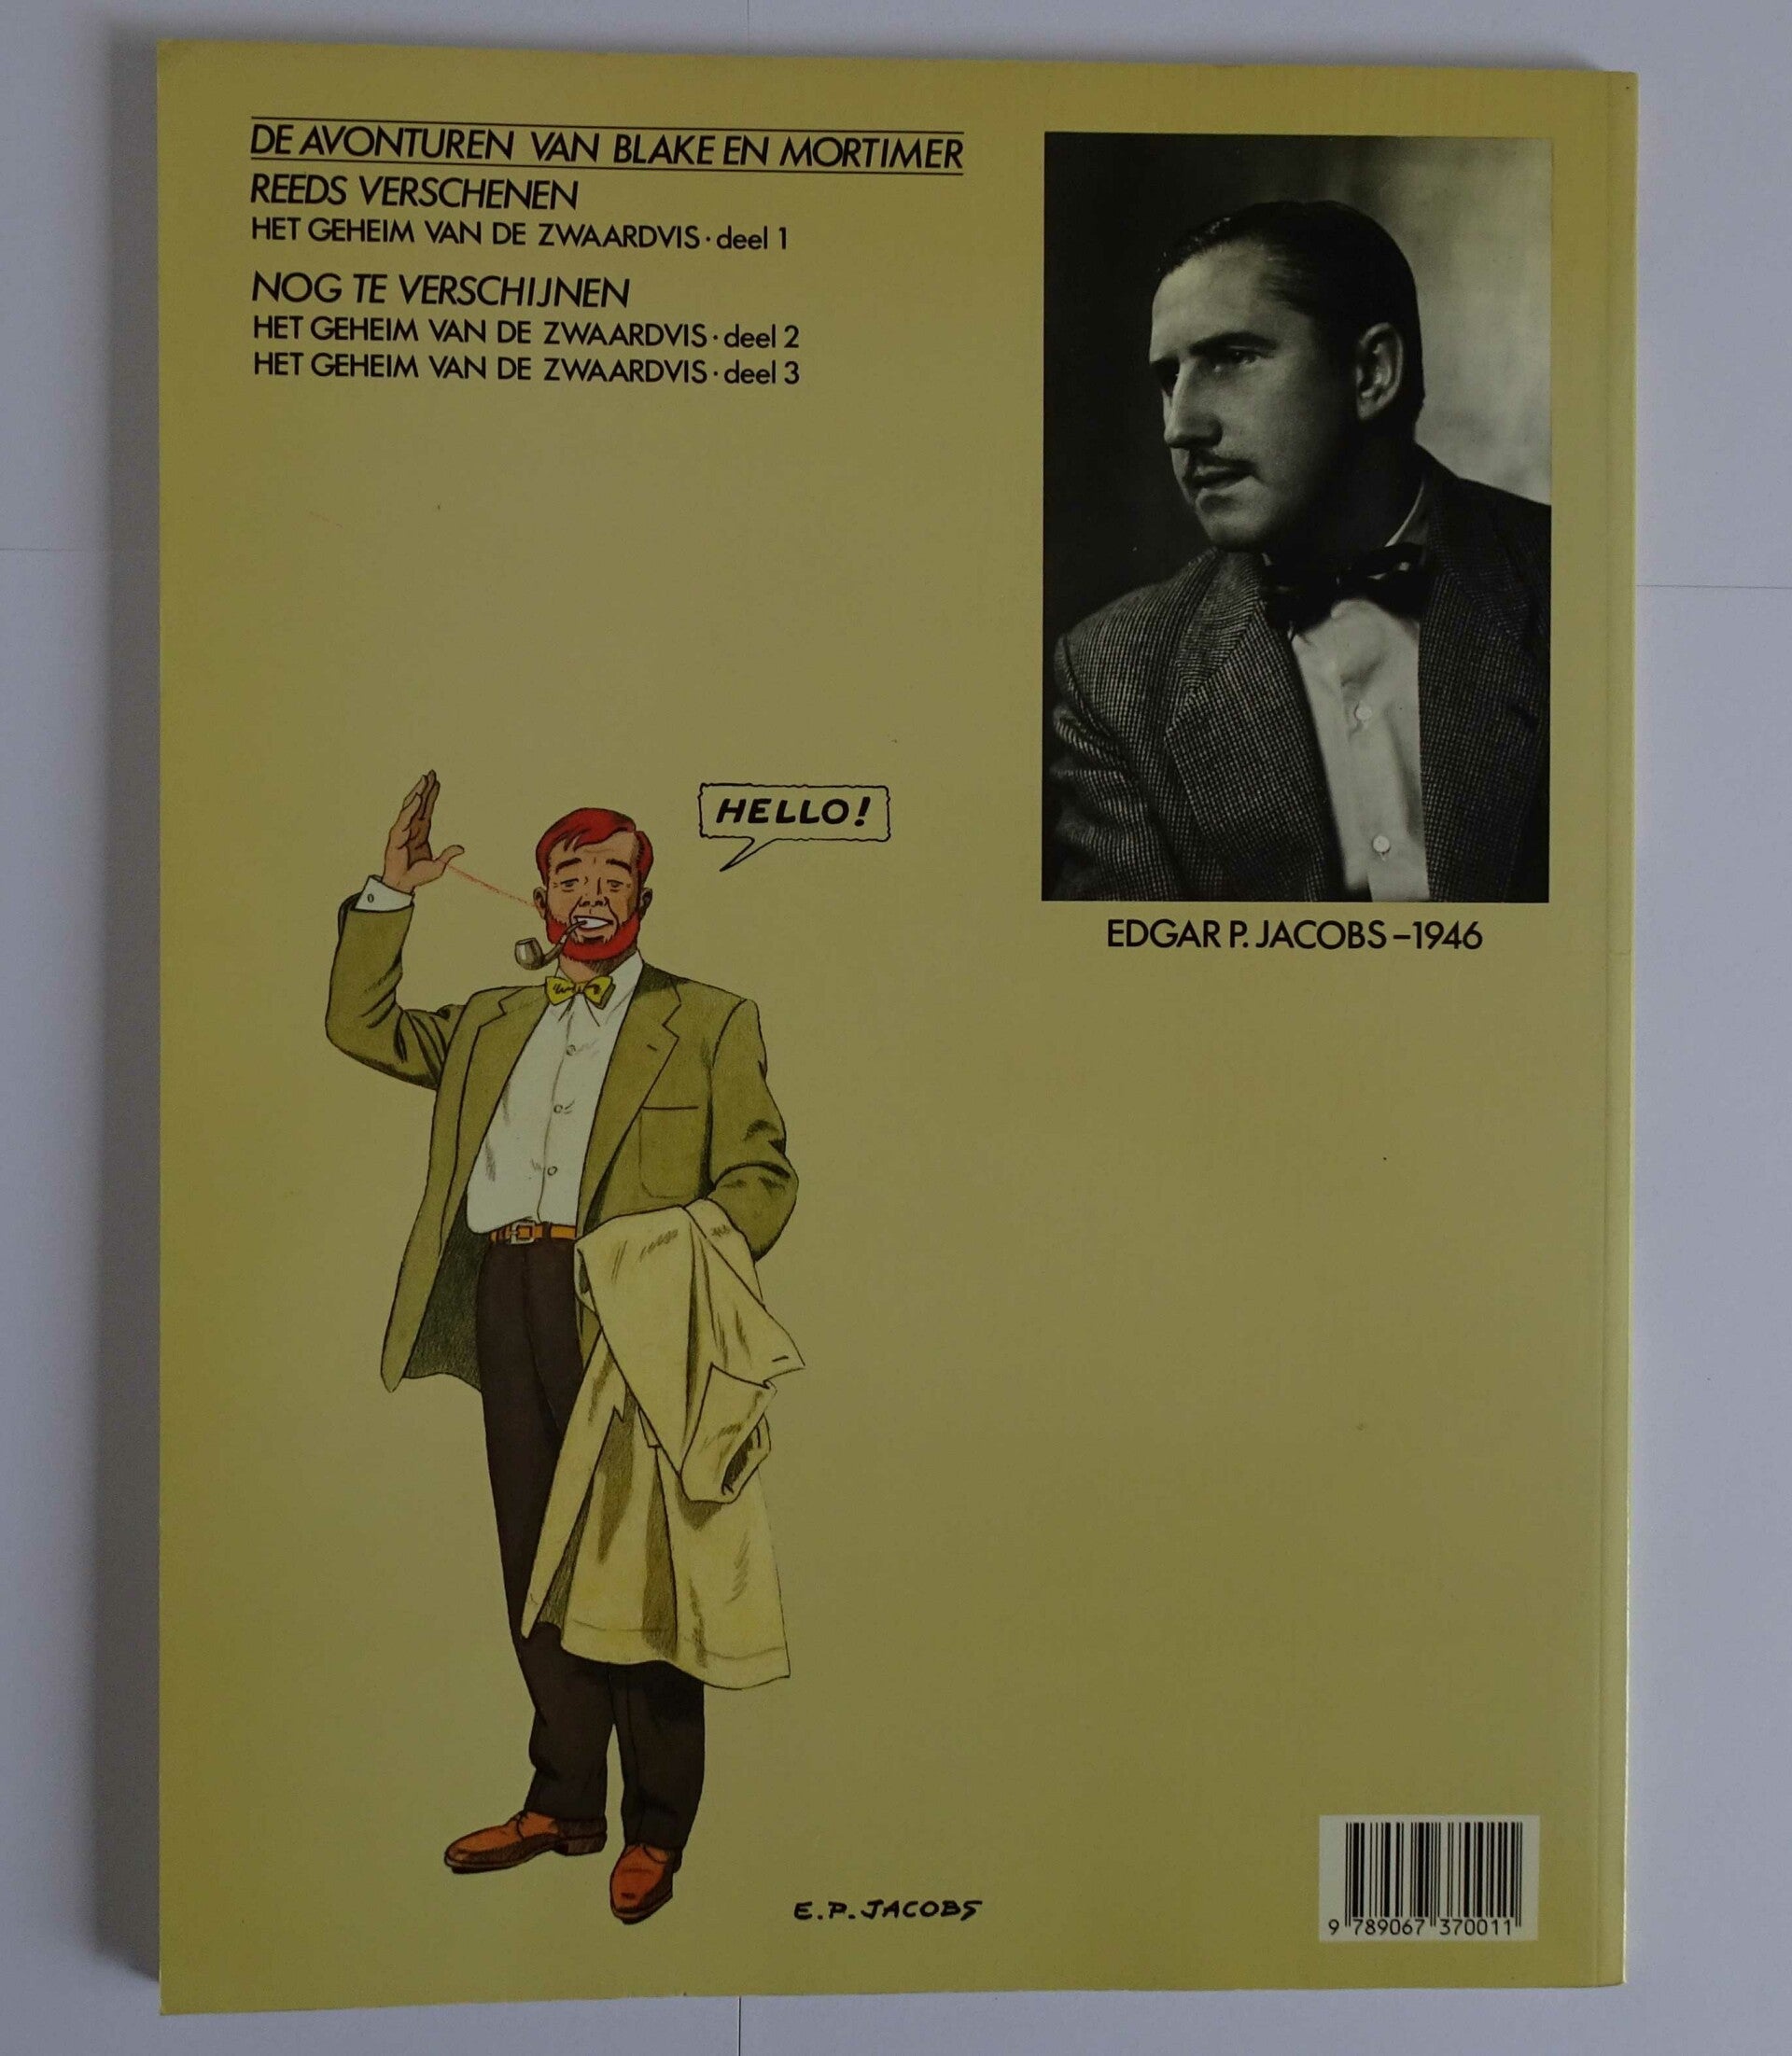 DE AVONTUREN VAN BLAKE EN MORTIMER
REEDS VERSCHENEN
HET GEHEIM VAN DE ZWAARDVIS · deel 1
NOG TE VERSCHIJNEN
HET GEHEIM VAN DE ZWAARDVIS · deel 2
HET GEHEIM VAN DE ZWAARDVIS · deel 3
HELLO!
EDGAR P. JACOBS – 1946
E.P. JACOBS
9 789067 370011